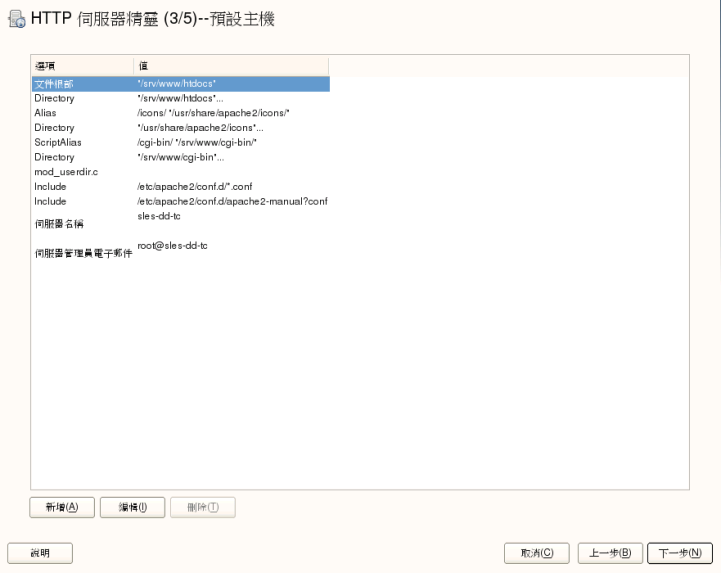 HTTP 伺服器精靈 (3/5)--預設主機
選項 值
文件根部 "/srv/www/htdocs"
Directory "/srv/www/htdocs"...
Alias /icons/ "/usr/share/apache2/icons/"
Directory "/usr/share/apache2/icons"...
ScriptAlias /cgi-bin/ "/srv/www/cgi-bin/"
Directory "/srv/www/cgi-bin"...
mod_userdir.c
Include /etc/apache2/conf.d/*.conf
Include /etc/apache2/conf.d/apache2-manual?conf
伺服器名稱 sles-dd-tc
伺服器管理員電子郵件 root@sles-dd-tc
新增(A) 編輯(I) 刪除(T)
說明 取消(C) 上一步(B) 下一步(N)